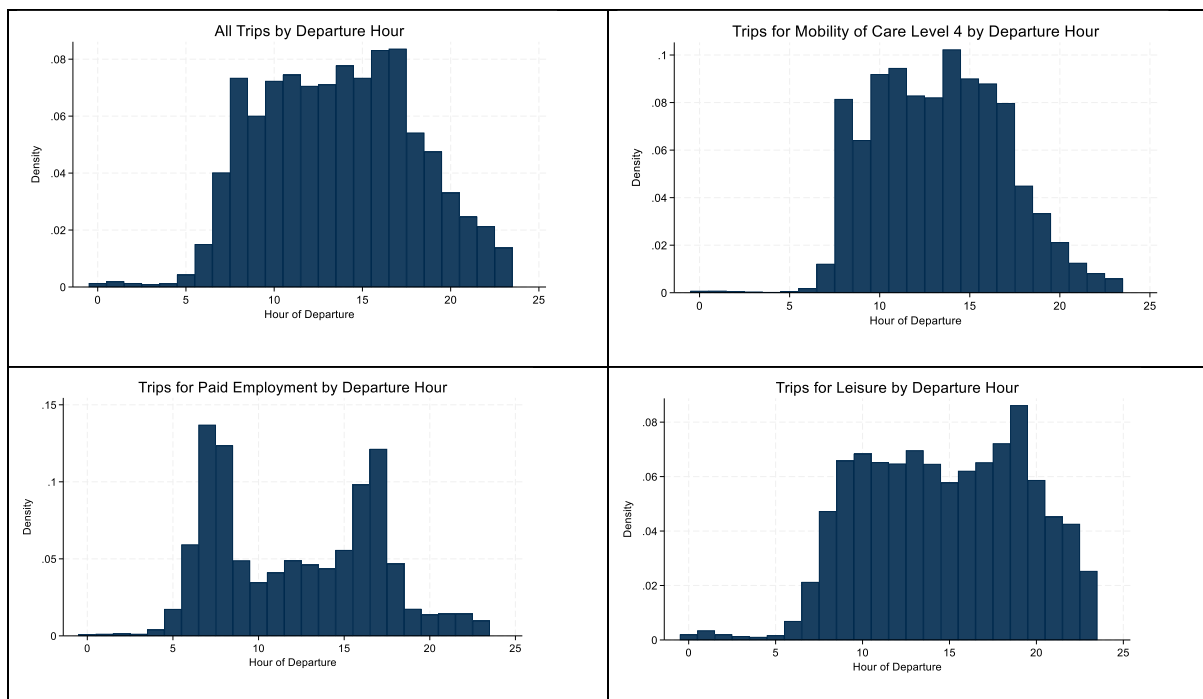 All Trips by Departure Hour
.08
.06
.04
.02
0
Density
0 5 10 15 20 25
Hour of Departure
Trips for Mobility of Care Level 4 by Departure Hour
.1
.08
.06
.04
.02
0
Density
0 5 10 15 20 25
Hour of Departure
Trips for Paid Employment by Departure Hour
.15
.1
.05
0
Density
0 5 10 15 20 25
Hour of Departure
Trips for Leisure by Departure Hour
.08
.06
.04
.02
0
Density
0 5 10 15 20 25
Hour of Departure